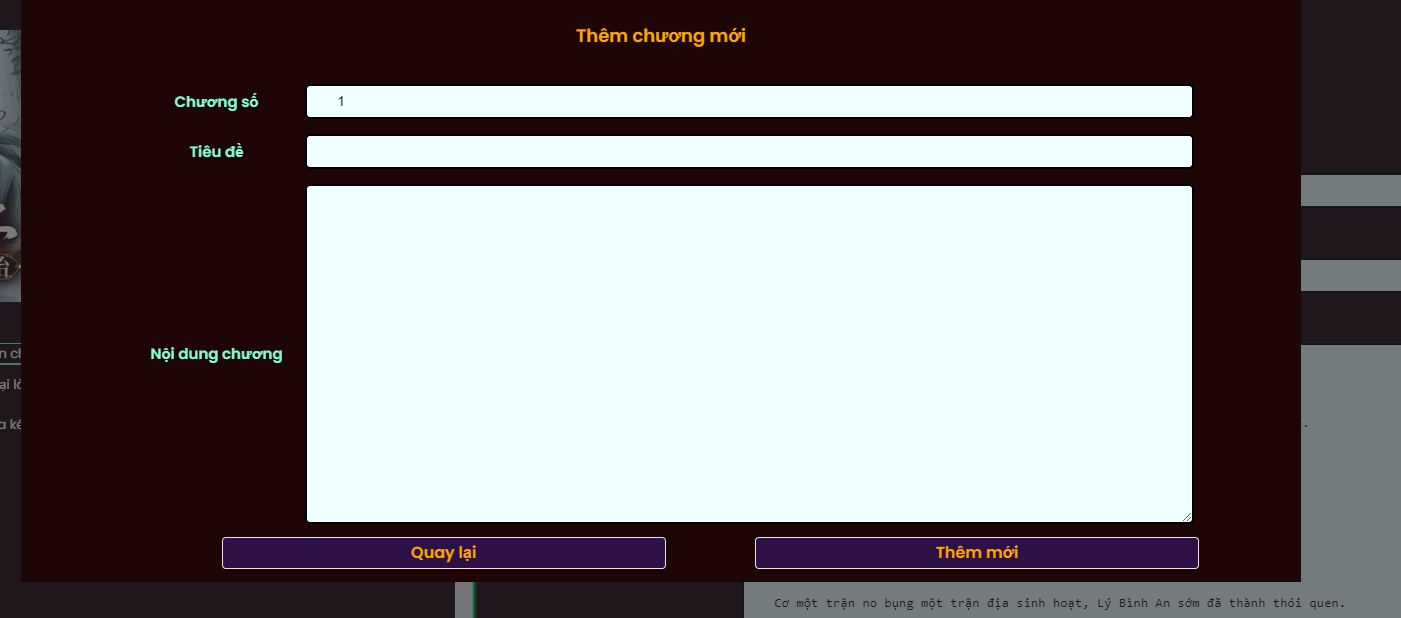 Thêm chương mới
Chương số
1
Tiêu đề
Nội dung chương
Quay lại
Thêm mới
Cơ một trận no bụng một trận địa sinh hoạt, Lý Bình An sớm đã thành thói quen.